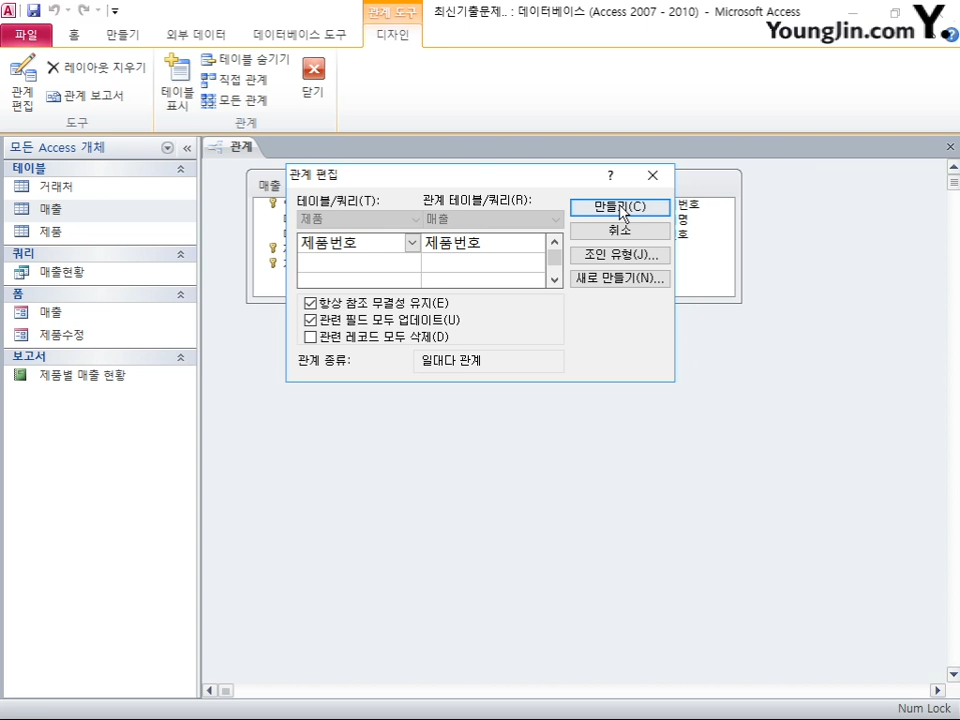 관계 도구
최신기출문제.. : 데이터베이스 (Access 2007 - 2010) - Microsoft Access
YoungJin.com Y.
파일 홈 만들기 외부 데이터 데이터베이스 도구 디자인
관계 편집
레이아웃 지우기
관계 보고서
도구
테이블 표시
테이블 숨기기
직접 관계
모든 관계
닫기
관계
모든 Access 개체
테이블
거래처
매출
제품
쿼리
매출현황
폼
매출
제품수정
보고서
제품별 매출 현황
관계
매출
번호
명
호
관계 편집
테이블/쿼리(T): 관계 테이블/쿼리(R):
제품 매출
제품번호 제품번호
만들기(C)
취소
조인 유형(J)...
새로 만들기(N)...
항상 참조 무결성 유지(E)
관련 필드 모두 업데이트(U)
관련 레코드 모두 삭제(D)
관계 종류: 일대다 관계
Num Lock